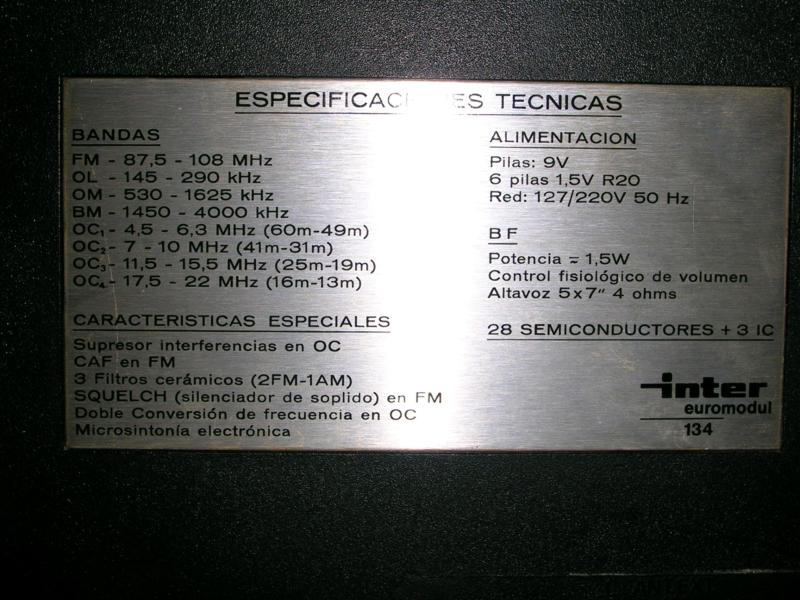 ESPECIFICACIONES TECNICAS
BANDAS
FM - 87,5 - 108 MHz
OL - 145 - 290 kHz
OM - 530 - 1625 kHz
BM - 1450 - 4000 kHz
OC₁ - 4,5 - 6,3 MHz (60m-49m)
OC₂ - 7 - 10 MHz (41m-31m)
OC₃ - 11,5 - 15,5 MHz (25m-19m)
OC₄ - 17,5 - 22 MHz (16m-13m)
CARACTERISTICAS ESPECIALES
Supresor interferencias en OC
CAF en FM
3 Filtros cerámicos (2FM-1AM)
SQUELCH (silenciador de soplido) en FM
Doble Conversión de frecuencia en OC
Microsintonía electrónica
ALIMENTACION
Pilas: 9V
6 pilas 1,5V R20
Red: 127/220V 50 Hz
BF
Potencia ≂ 1,5W
Control fisiológico de volumen
Altavoz 5x7" 4 ohms
28 SEMICONDUCTORES + 3 IC
inter
euromodul
134